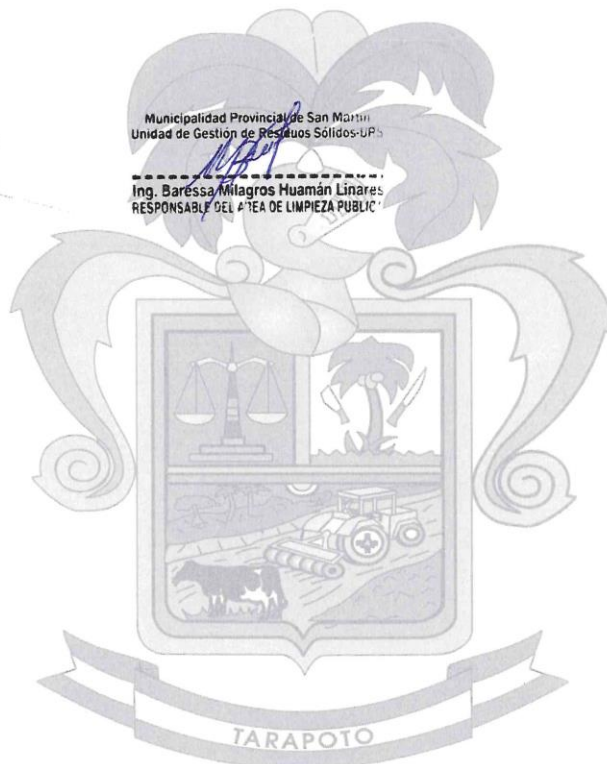 Municipalidad Provincial de San Martín
Unidad de Gestión de Residuos Sólidos-UPS
Ing. Baressa Milagros Huamán Linares
RESPONSABLE DEL AREA DE LIMPIEZA PUBLIC
TARAPOTO